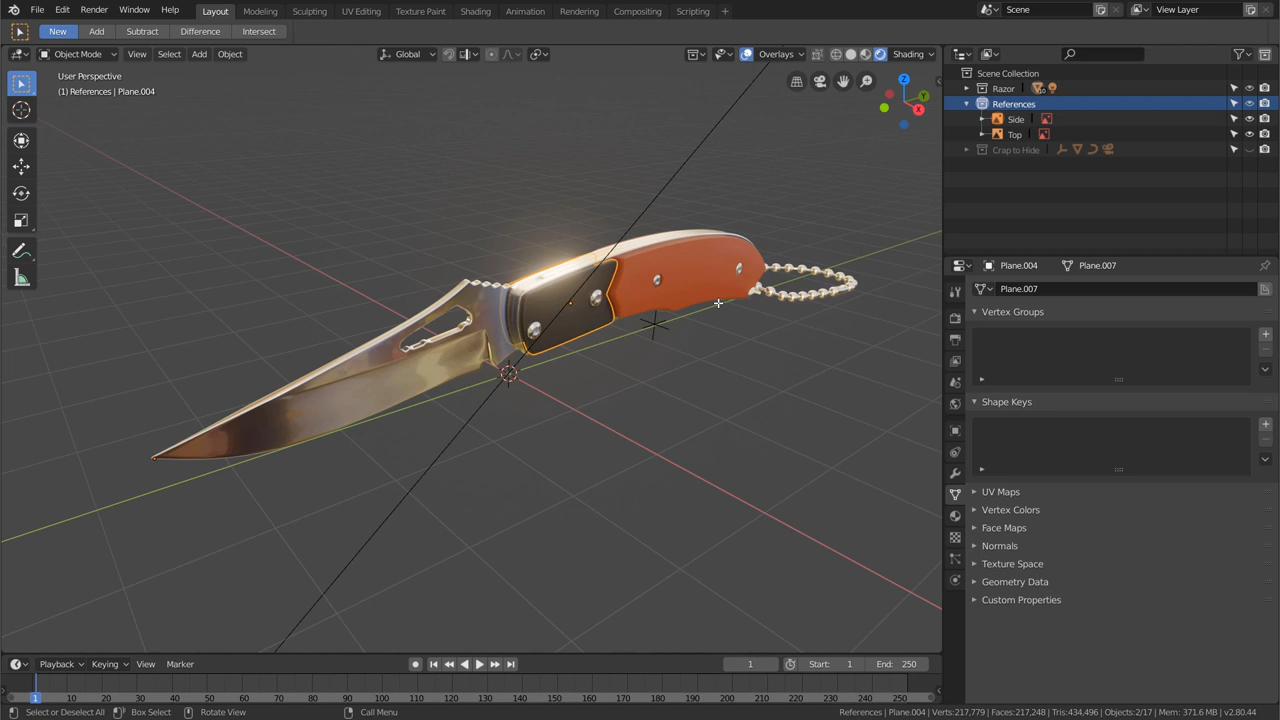 File Edit Render Window Help Layout Modeling Sculpting UV Editing Texture Paint Shading Animation Rendering Compositing Scripting Scene View Layer
New Add Subtract Difference Intersect
Object Mode View Select Add Object Global Overlays Shading
User Perspective
(1) References | Plane.004
Z
Y
X
Scene Collection
Razor 10
References
Side
Top
Crap to Hide
Plane.004 Plane.007
Plane.007
Vertex Groups
Shape Keys
UV Maps
Vertex Colors
Face Maps
Normals
Texture Space
Geometry Data
Custom Properties
Playback Keying View Marker 1 Start: 1 End: 250
1 10 20 30 40 50 60 70 80 90 100 110 120 130 140 150 160 170 180 190 200 210 220 230 240 250
Select or Deselect All Box Select Rotate View Call Menu References | Plane.004 | Verts:217,779 | Faces:217,248 | Tris:434,496 | Objects:2/17 | Mem: 371.6 MB | v2.80.44